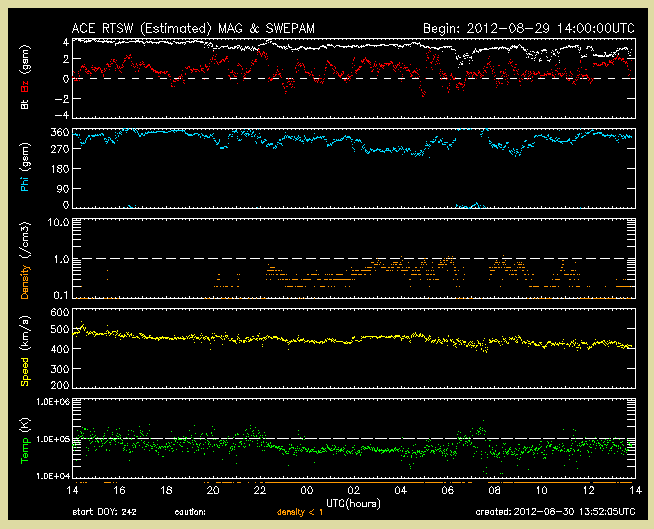 ACE RTSW (Estimated) MAG & SWEPAM Begin: 2012-08-29 14:00:00UTC
Bt Bz (gsm)
4
2
0
-2
-4
Phi (gsm)
360
270
180
90
0
Density (/cm3)
10.0
1.0
0.1
Speed (km/s)
600
500
400
300
200
Temp (K)
1.0E+06
1.0E+05
1.0E+04
14 16 18 20 22 00 02 04 06 08 10 12 14
UTC(hours)
start DOY: 242 caution: density < 1 created:2012-08-30 13:52:05UTC